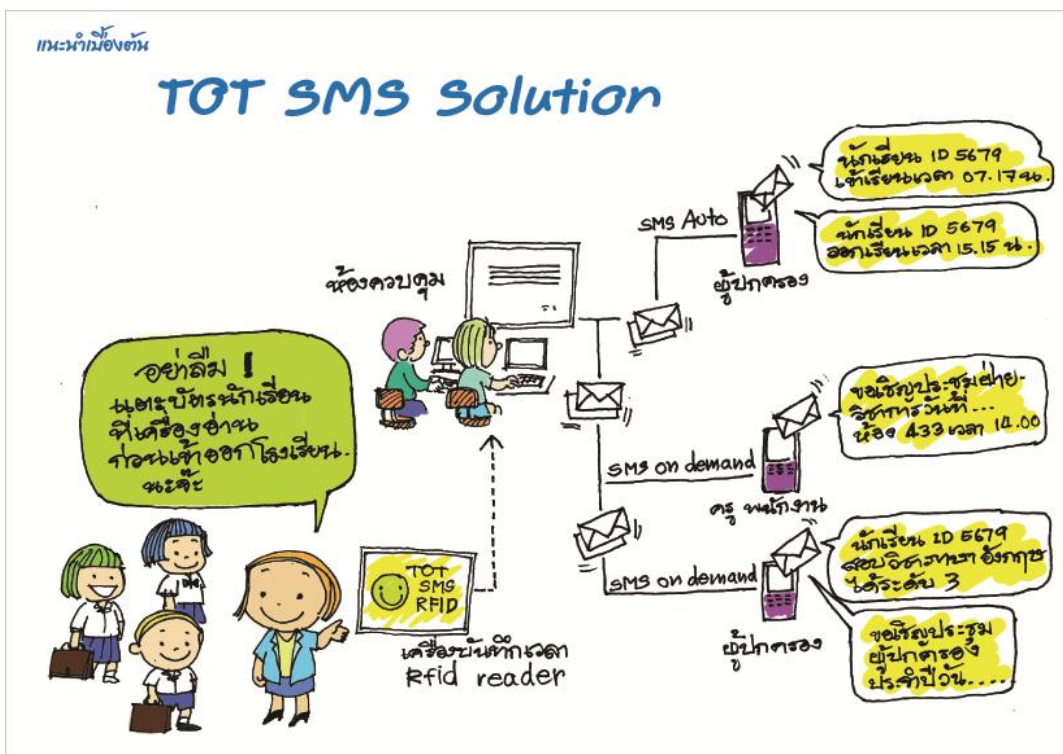 แนะนำเบื้องต้น
TOT SMS Solution
นักเรียน ID 5679
เข้าเรียนเวลา 07.17 น.
SMS Auto
นักเรียน ID 5679
ออกเรียนเวลา 15.15 น.
ผู้ปกครอง
ห้องควบคุม
อย่าลืม !
แตะบัตรนักเรียน
ที่เครื่องอ่าน
ก่อนเข้าออกโรงเรียน.
นะจ๊ะ
ขอเชิญประชุมฝ่าย-
วิชาการวันที่...
ห้อง 433 เวลา 14.00
SMS on demand
ครู พนักงาน
นักเรียน ID 5679
สอบวิชาภาษาอังกฤษ
ได้ระดับ 3
SMS on demand
ผู้ปกครอง
ขอเชิญประชุม
ผู้ปกครอง
ประจำปีวัน.....
TOT
SMS
RFID
เครื่องบันทึกเวลา
Rfid reader